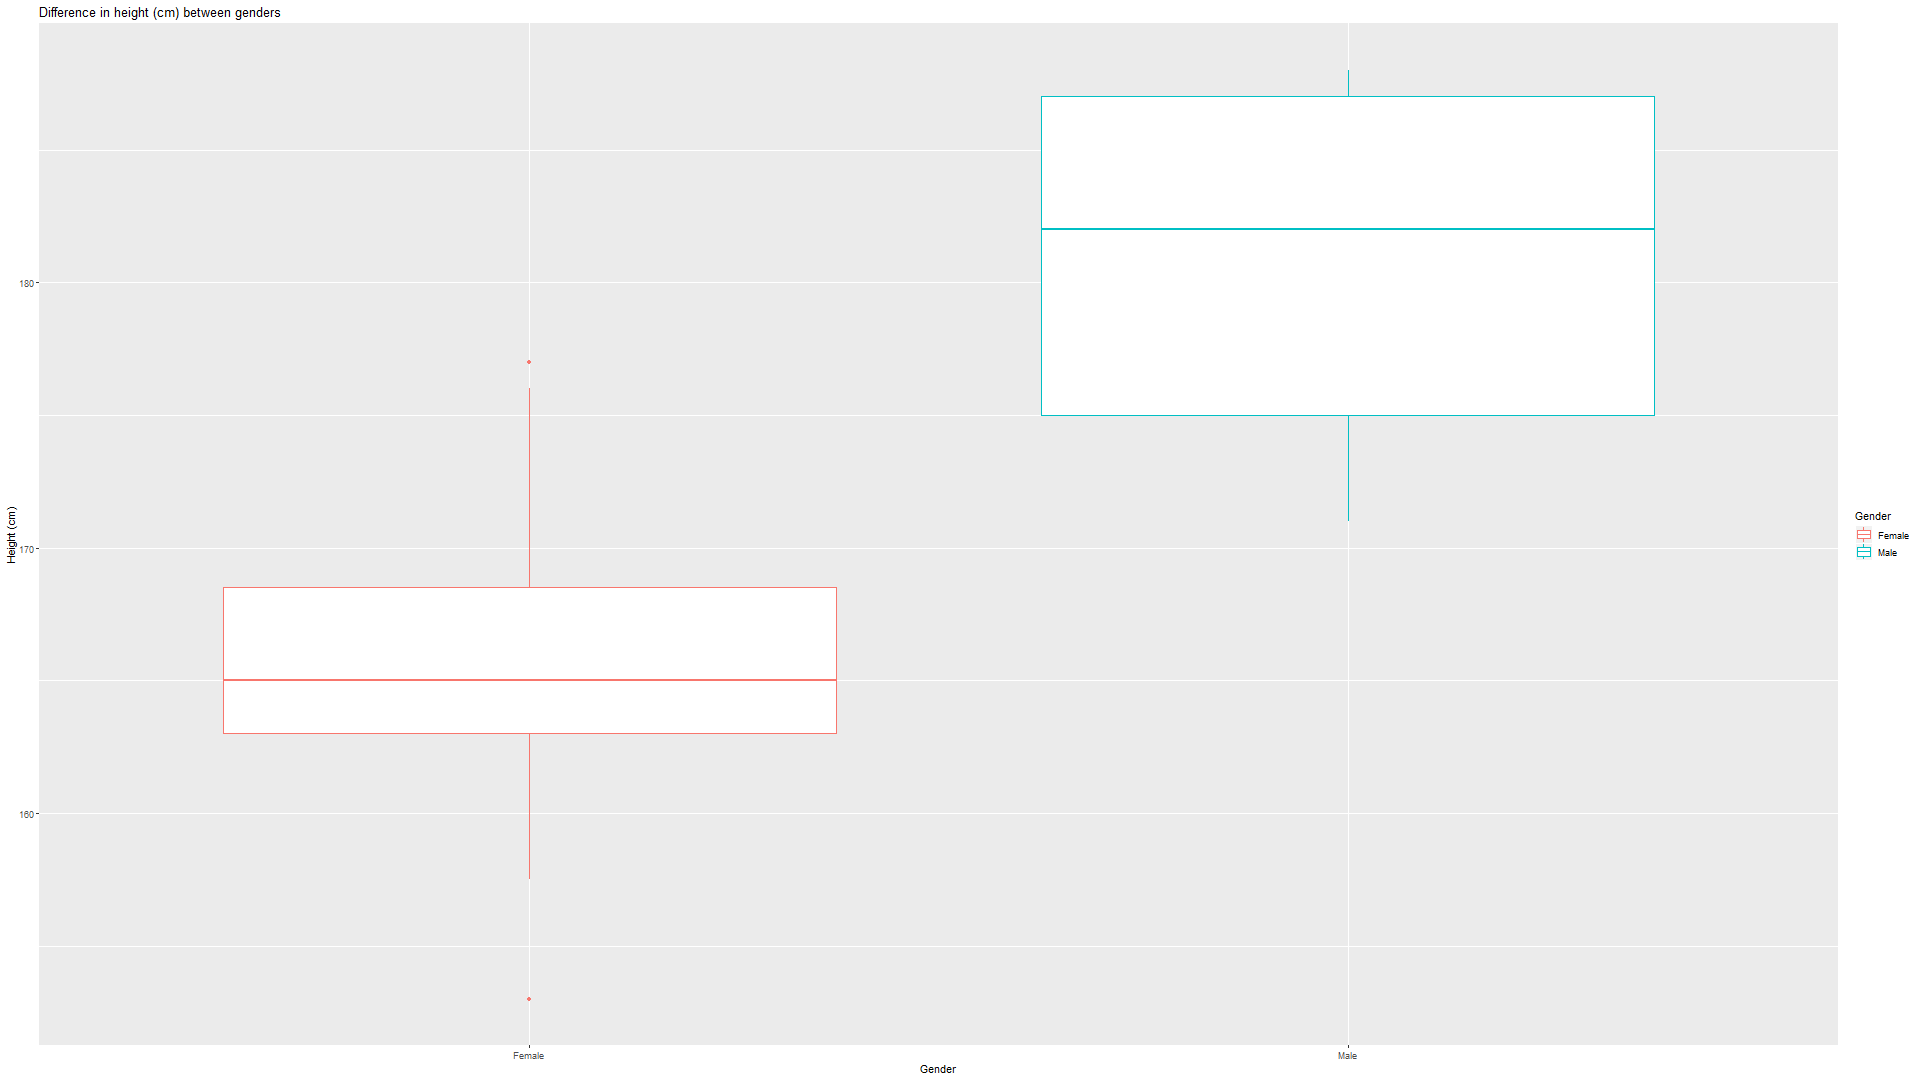 Difference in height (cm) between genders
Height (cm)
180
170
160
Female
Male
Gender
Gender
Female
Male